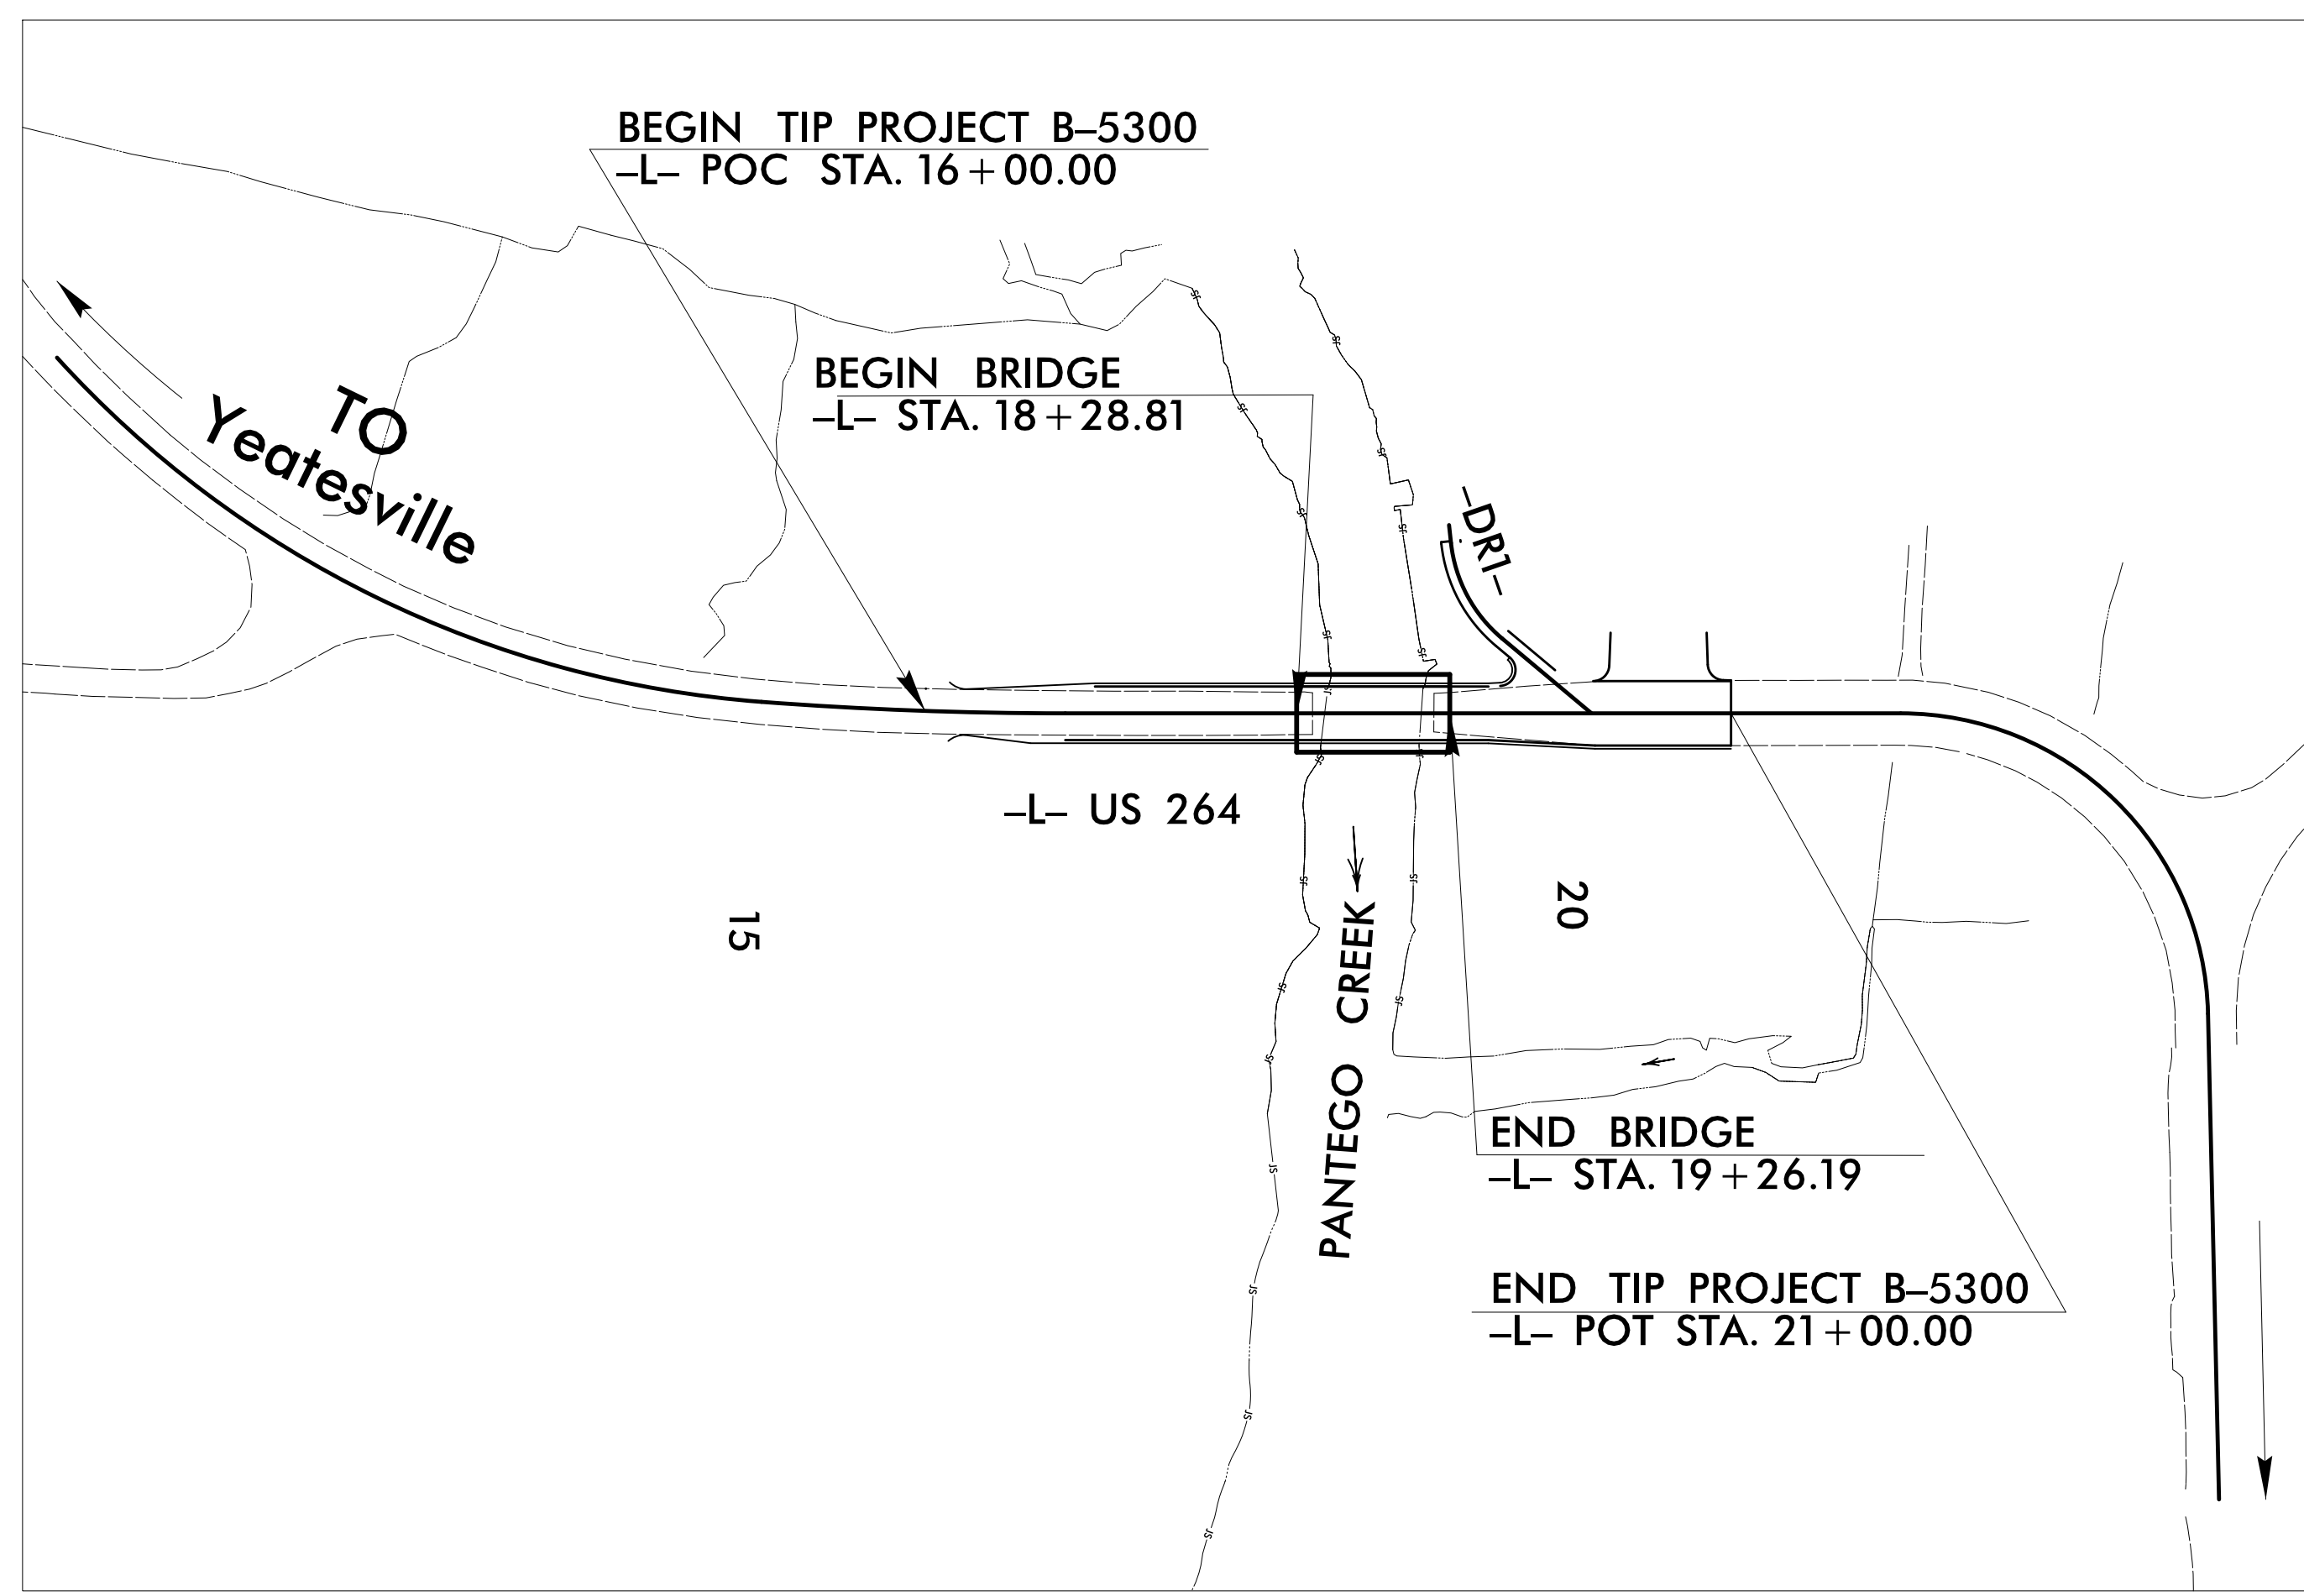 BEGIN TIP PROJECT B–5300
–L– POC STA. 16+00.00
BEGIN BRIDGE
–L– STA. 18+28.81
TO
Yeatesville
–DR1–
–L– US 264
15
20
PANTEGO CREEK
END BRIDGE
–L– STA. 19+26.19
END TIP PROJECT B–5300
–L– POT STA. 21+00.00